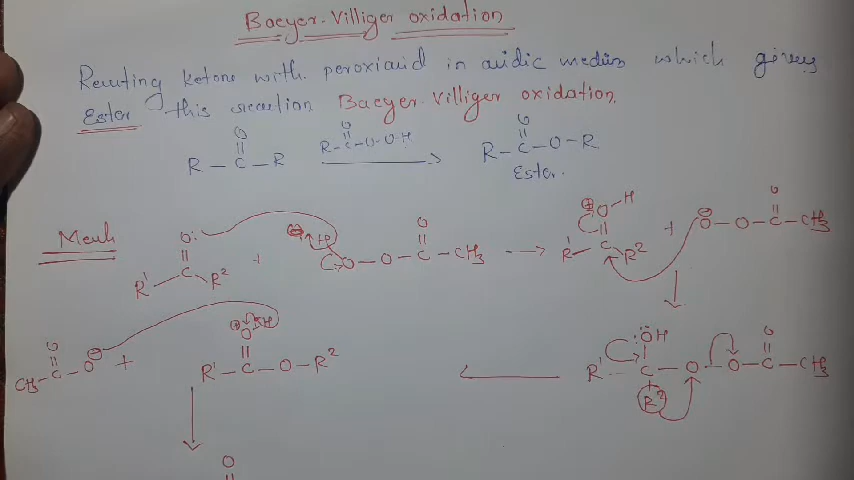 Baeyer-Villiger oxidation
Reacting ketone with peroxiacid in acidic medium which gives
Ester this reaction Baeyer-Villiger oxidation.
R-C(=O)-R R-C(=O)-O-O-H → R-C(=O)-O-R
Ester.
Mech
R¹-C(=O:)-R² + H-O-O-C(=O)-CH₃ → R¹-C(=O⊕-H)-R² + ⊖O-O-C(=O)-CH₃
CH₃-C(=O)-O⊖ + R¹-C(=O⊕H)-O-R² ← R¹-C(:ÖH)(R²)-O-O-C(=O)-CH₃
O